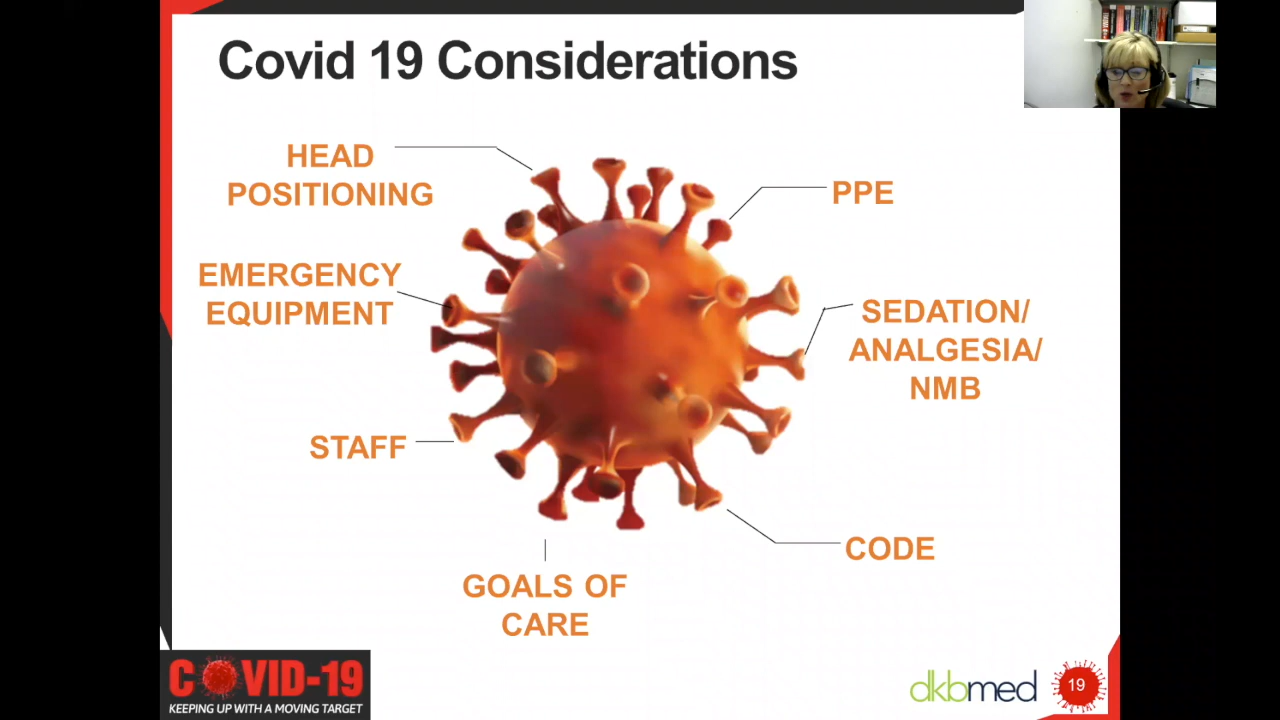 Covid 19 Considerations
HEAD
POSITIONING
PPE
EMERGENCY
EQUIPMENT
SEDATION/
ANALGESIA/
NMB
STAFF
CODE
GOALS OF
CARE
COVID-19
KEEPING UP WITH A MOVING TARGET
dkbmed
19